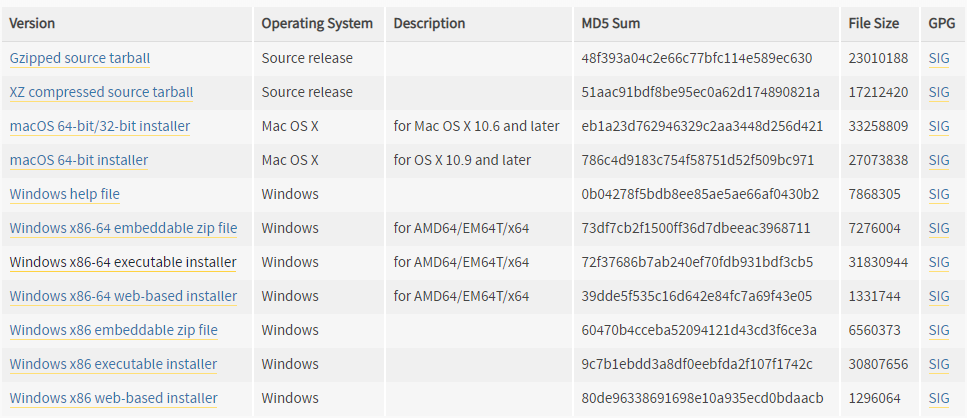 Version Operating System Description MD5 Sum File Size GPG
Gzipped source tarball Source release 48f393a04c2e66c77bfc114e589ec630 23010188 SIG
XZ compressed source tarball Source release 51aac91bdf8be95ec0a62d174890821a 17212420 SIG
macOS 64-bit/32-bit installer Mac OS X for Mac OS X 10.6 and later eb1a23d762946329c2aa3448d256d421 33258809 SIG
macOS 64-bit installer Mac OS X for OS X 10.9 and later 786c4d9183c754f58751d52f509bc971 27073838 SIG
Windows help file Windows 0b04278f5bdb8ee85ae5ae66af0430b2 7868305 SIG
Windows x86-64 embeddable zip file Windows for AMD64/EM64T/x64 73df7cb2f1500ff36d7dbeeac3968711 7276004 SIG
Windows x86-64 executable installer Windows for AMD64/EM64T/x64 72f37686b7ab240ef70fdb931bdf3cb5 31830944 SIG
Windows x86-64 web-based installer Windows for AMD64/EM64T/x64 39dde5f535c16d642e84fc7a69f43e05 1331744 SIG
Windows x86 embeddable zip file Windows 60470b4cceba52094121d43cd3f6ce3a 6560373 SIG
Windows x86 executable installer Windows 9c7b1ebdd3a8df0eebfda2f107f1742c 30807656 SIG
Windows x86 web-based installer Windows 80de96338691698e10a935ecd0bdaacb 1296064 SIG